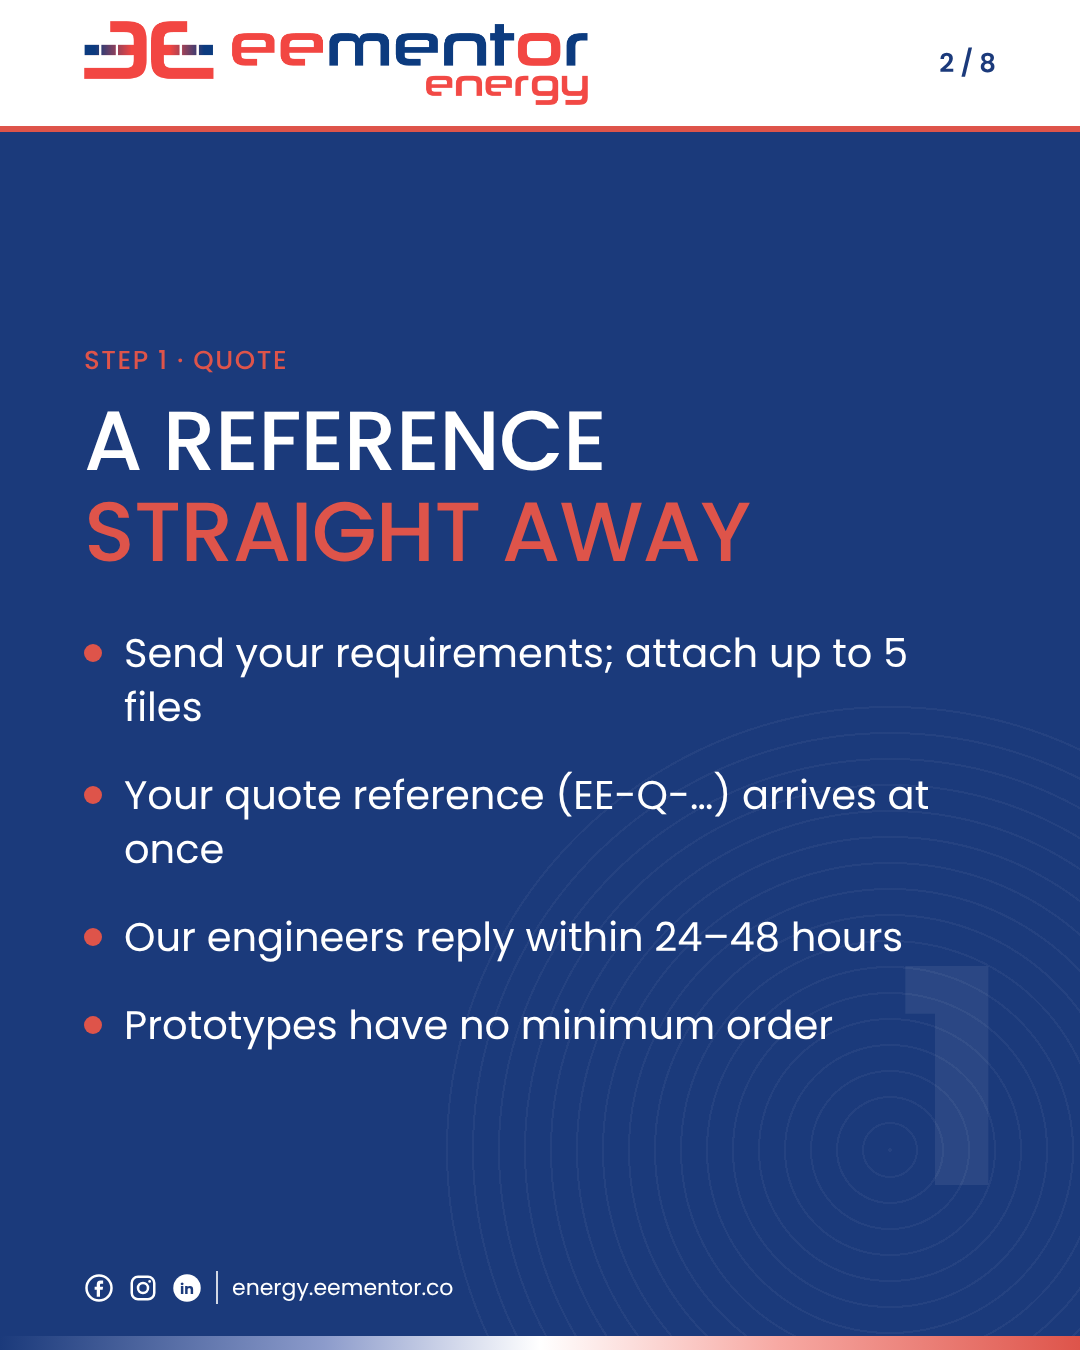 eementor
energy
2 / 8
STEP 1 · QUOTE
A REFERENCE
STRAIGHT AWAY
Send your requirements; attach up to 5
files
Your quote reference (EE-Q-…) arrives at
once
Our engineers reply within 24–48 hours
Prototypes have no minimum order
1
energy.eementor.co